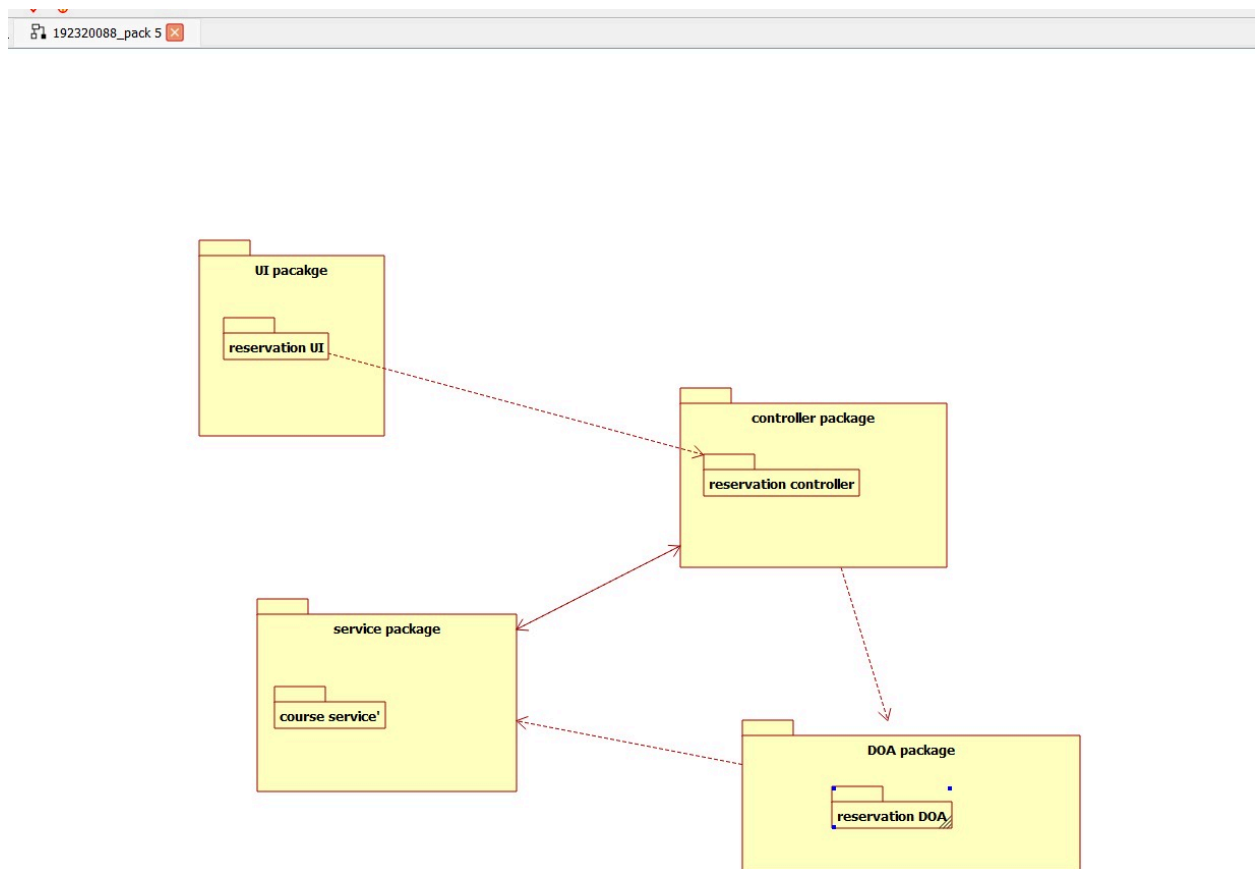 192320088_pack 5
UI pacakge
reservation UI
controller package
reservation controller
service package
course service'
DOA package
reservation DOA